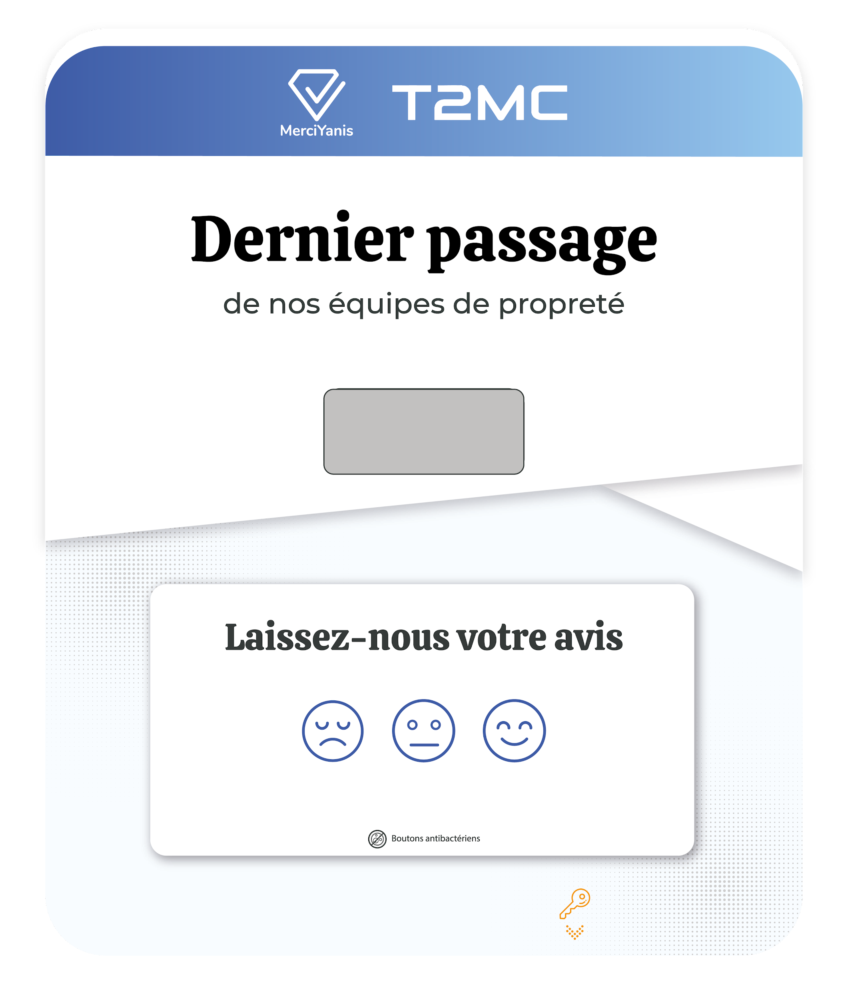 MerciYanis
T2MC
Dernier passage
de nos équipes de propreté
Laissez-nous votre avis
Boutons antibactériens